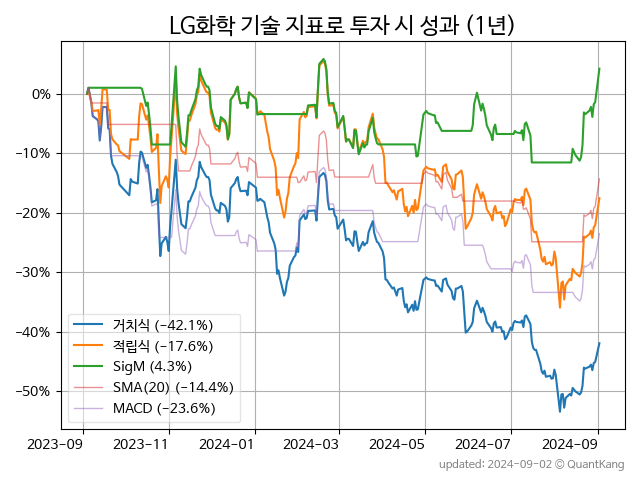 LG화학 기술 지표로 투자 시 성과 (1년)
0%
−10%
−20%
−30%
−40%
−50%
거치식 (−42.1%)
적립식 (−17.6%)
SigM (4.3%)
SMA(20) (−14.4%)
MACD (−23.6%)
2023-09 2023-11 2024-01 2024-03 2024-05 2024-07 2024-09
updated: 2024-09-02 ⓒ QuantKang